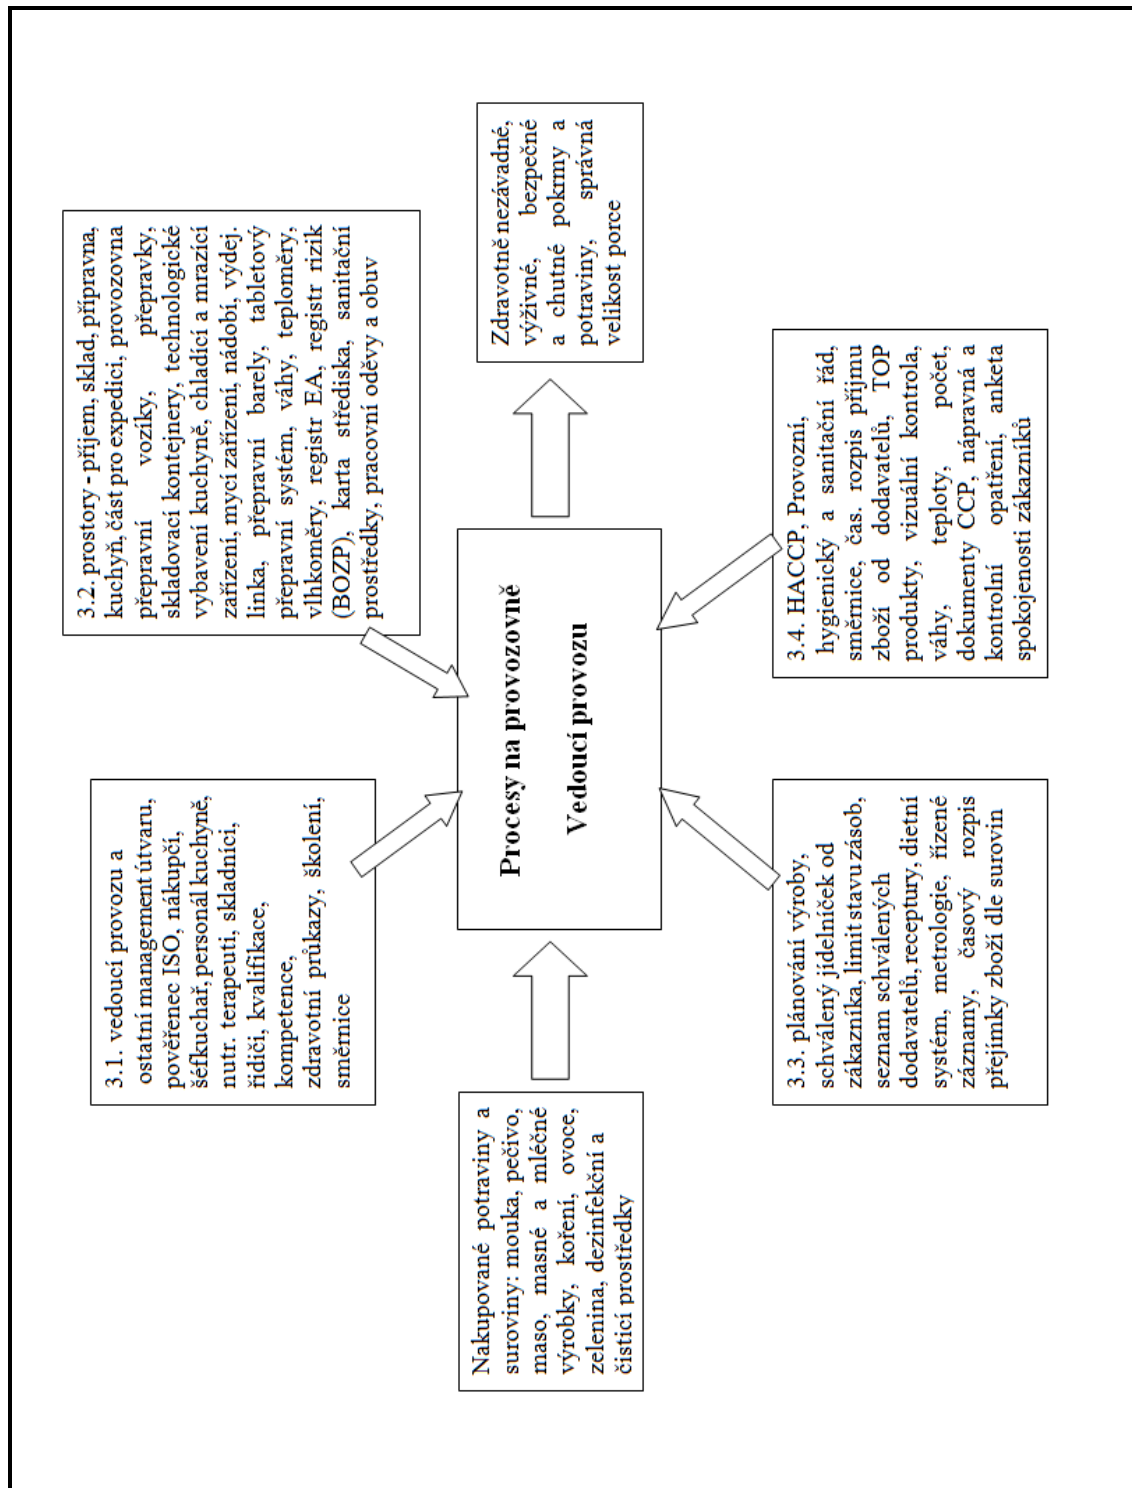 3.1. vedoucí provozu a
ostatní management útvaru,
pověřenec ISO, nákupčí,
šéfkuchař, personál kuchyně,
nutr. terapeuti, skladníci,
řidiči, kvalifikace,
kompetence,
zdravotní průkazy, školení,
směrnice
3.2. prostory - příjem, sklad, přípravna,
kuchyň, část pro expedici, provozovna
přepravní vozíky, přepravky,
skladovací kontejnery, technologické
vybavení kuchyně, chladící a mrazící
zařízení, mycí zařízení, nádobí, výdej.
linka, přepravní barely, tabletový
přepravní systém, váhy, teploměry,
vlhkoměry, registr EA, registr rizik
(BOZP), karta střediska, sanitační
prostředky, pracovní oděvy a obuv
Nakupované potraviny a
suroviny: mouka, pečivo,
maso, masné a mléčné
výrobky, koření, ovoce,
zelenina, dezinfekční a
čisticí prostředky
Procesy na provozovně
Vedoucí provozu
Zdravotně nezávadné,
výživné, bezpečné
a chutné pokrmy a
potraviny, správná
velikost porce
3.3. plánování výroby,
schválený jídelníček od
zákazníka, limit stavu zásob,
seznam schválených
dodavatelů, receptury, dietní
systém, metrologie, řízené
záznamy, časový rozpis
přejímky zboží dle surovin
3.4. HACCP, Provozní,
hygienický a sanitační řád,
směrnice, čas. rozpis příjmu
zboží od dodavatelů, TOP
produkty, vizuální kontrola,
váhy, teploty, počet,
dokumenty CCP, nápravná a
kontrolní opatření, anketa
spokojenosti zákazníků